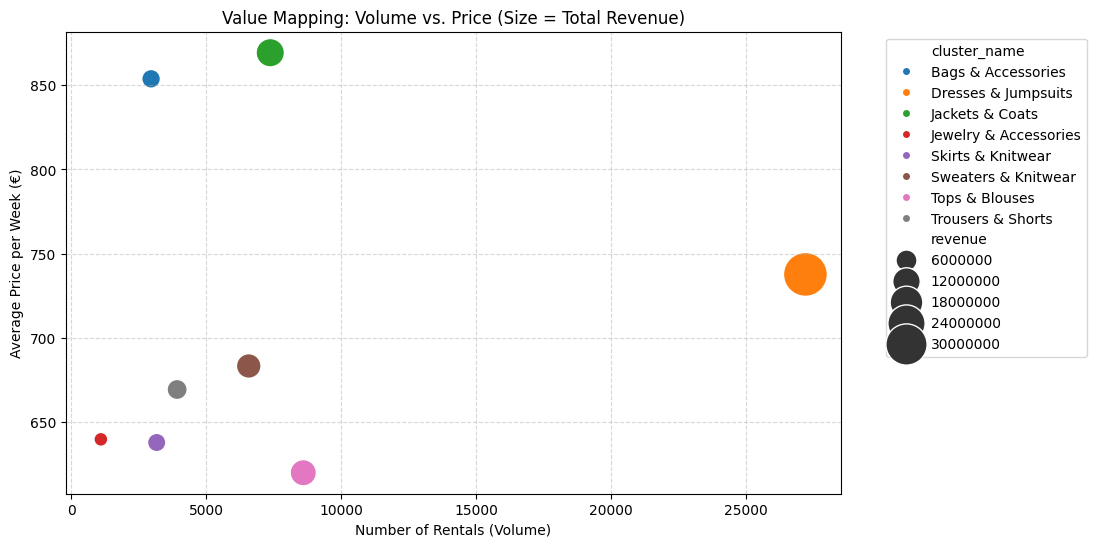 Value Mapping: Volume vs. Price (Size = Total Revenue)
Average Price per Week (€)
850
800
750
700
650
0
5000
10000
15000
20000
25000
Number of Rentals (Volume)
cluster_name
Bags & Accessories
Dresses & Jumpsuits
Jackets & Coats
Jewelry & Accessories
Skirts & Knitwear
Sweaters & Knitwear
Tops & Blouses
Trousers & Shorts
revenue
6000000
12000000
18000000
24000000
30000000